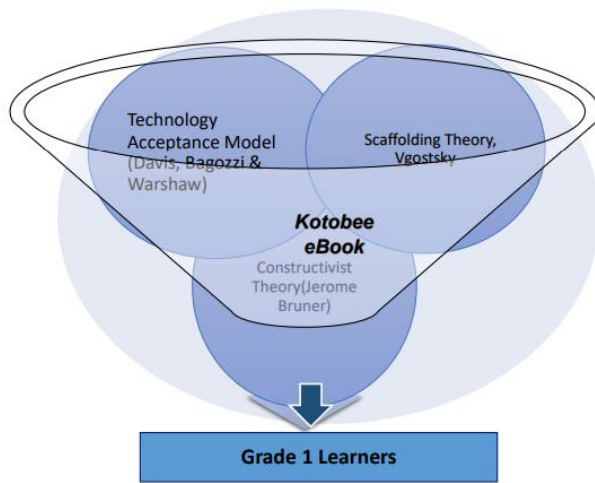 Technology
Acceptance Model
(Davis, Bagozzi &
Warshaw)
Scaffolding Theory,
Vgostsky
Kotobee
eBook
Constructivist
Theory(Jerome
Bruner)
Grade 1 Learners